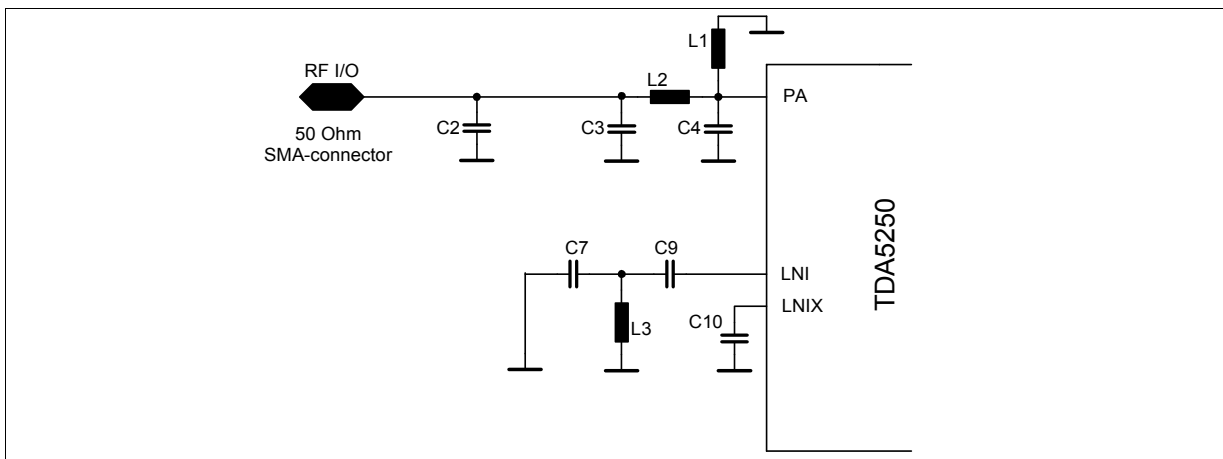 L1
RF I/O
L2
PA
C2
C3
C4
50 Ohm
SMA-connector
TDA5250
C7
C9
LNI
LNIX
C10
L3